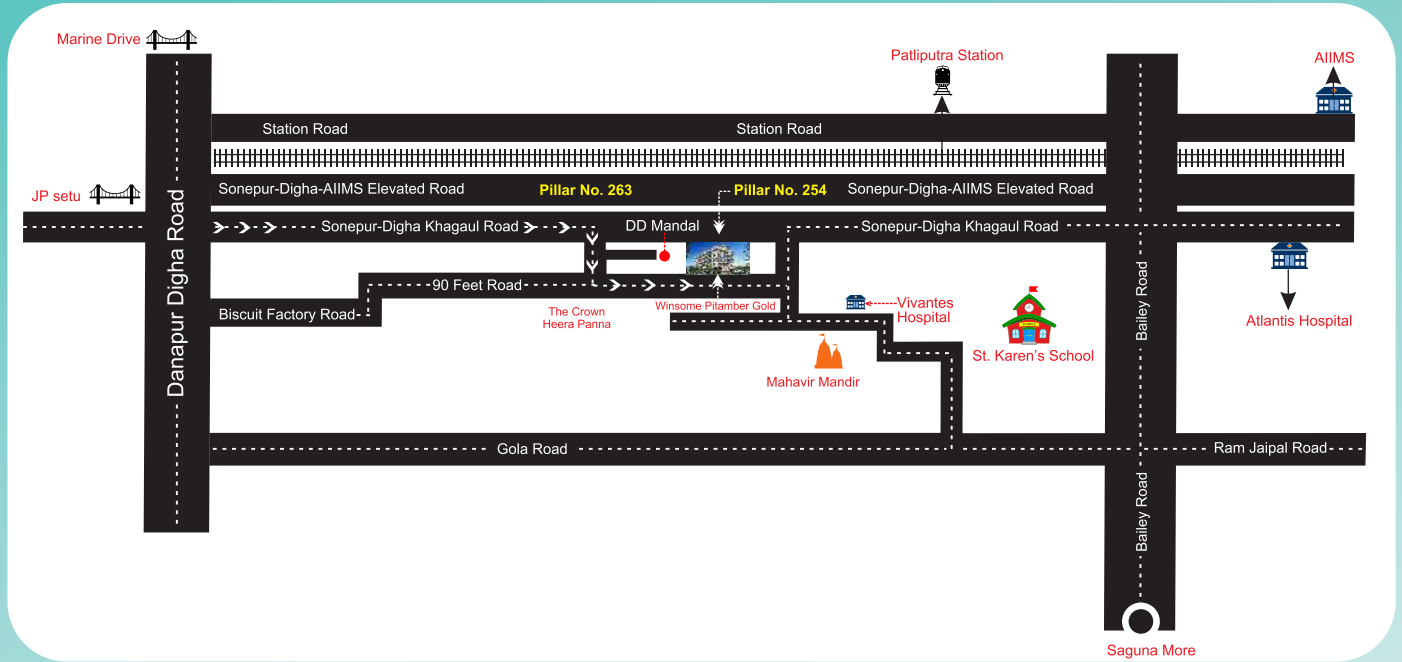 Marine Drive
Patliputra Station
AIIMS
Station Road
Station Road
JP setu
Sonepur-Digha-AIIMS Elevated Road
Pillar No. 263
Pillar No. 254
Sonepur-Digha-AIIMS Elevated Road
Sonepur-Digha Khagaul Road
DD Mandal
Sonepur-Digha Khagaul Road
Danapur Digha Road
Bailey Road
90 Feet Road
Biscuit Factory Road
The Crown
Heera Panna
Winsome Pitamber Gold
Vivantes
Hospital
SCHOOL
St. Karen's School
Atlantis Hospital
Mahavir Mandir
Gola Road
Ram Jaipal Road
Bailey Road
Saguna More